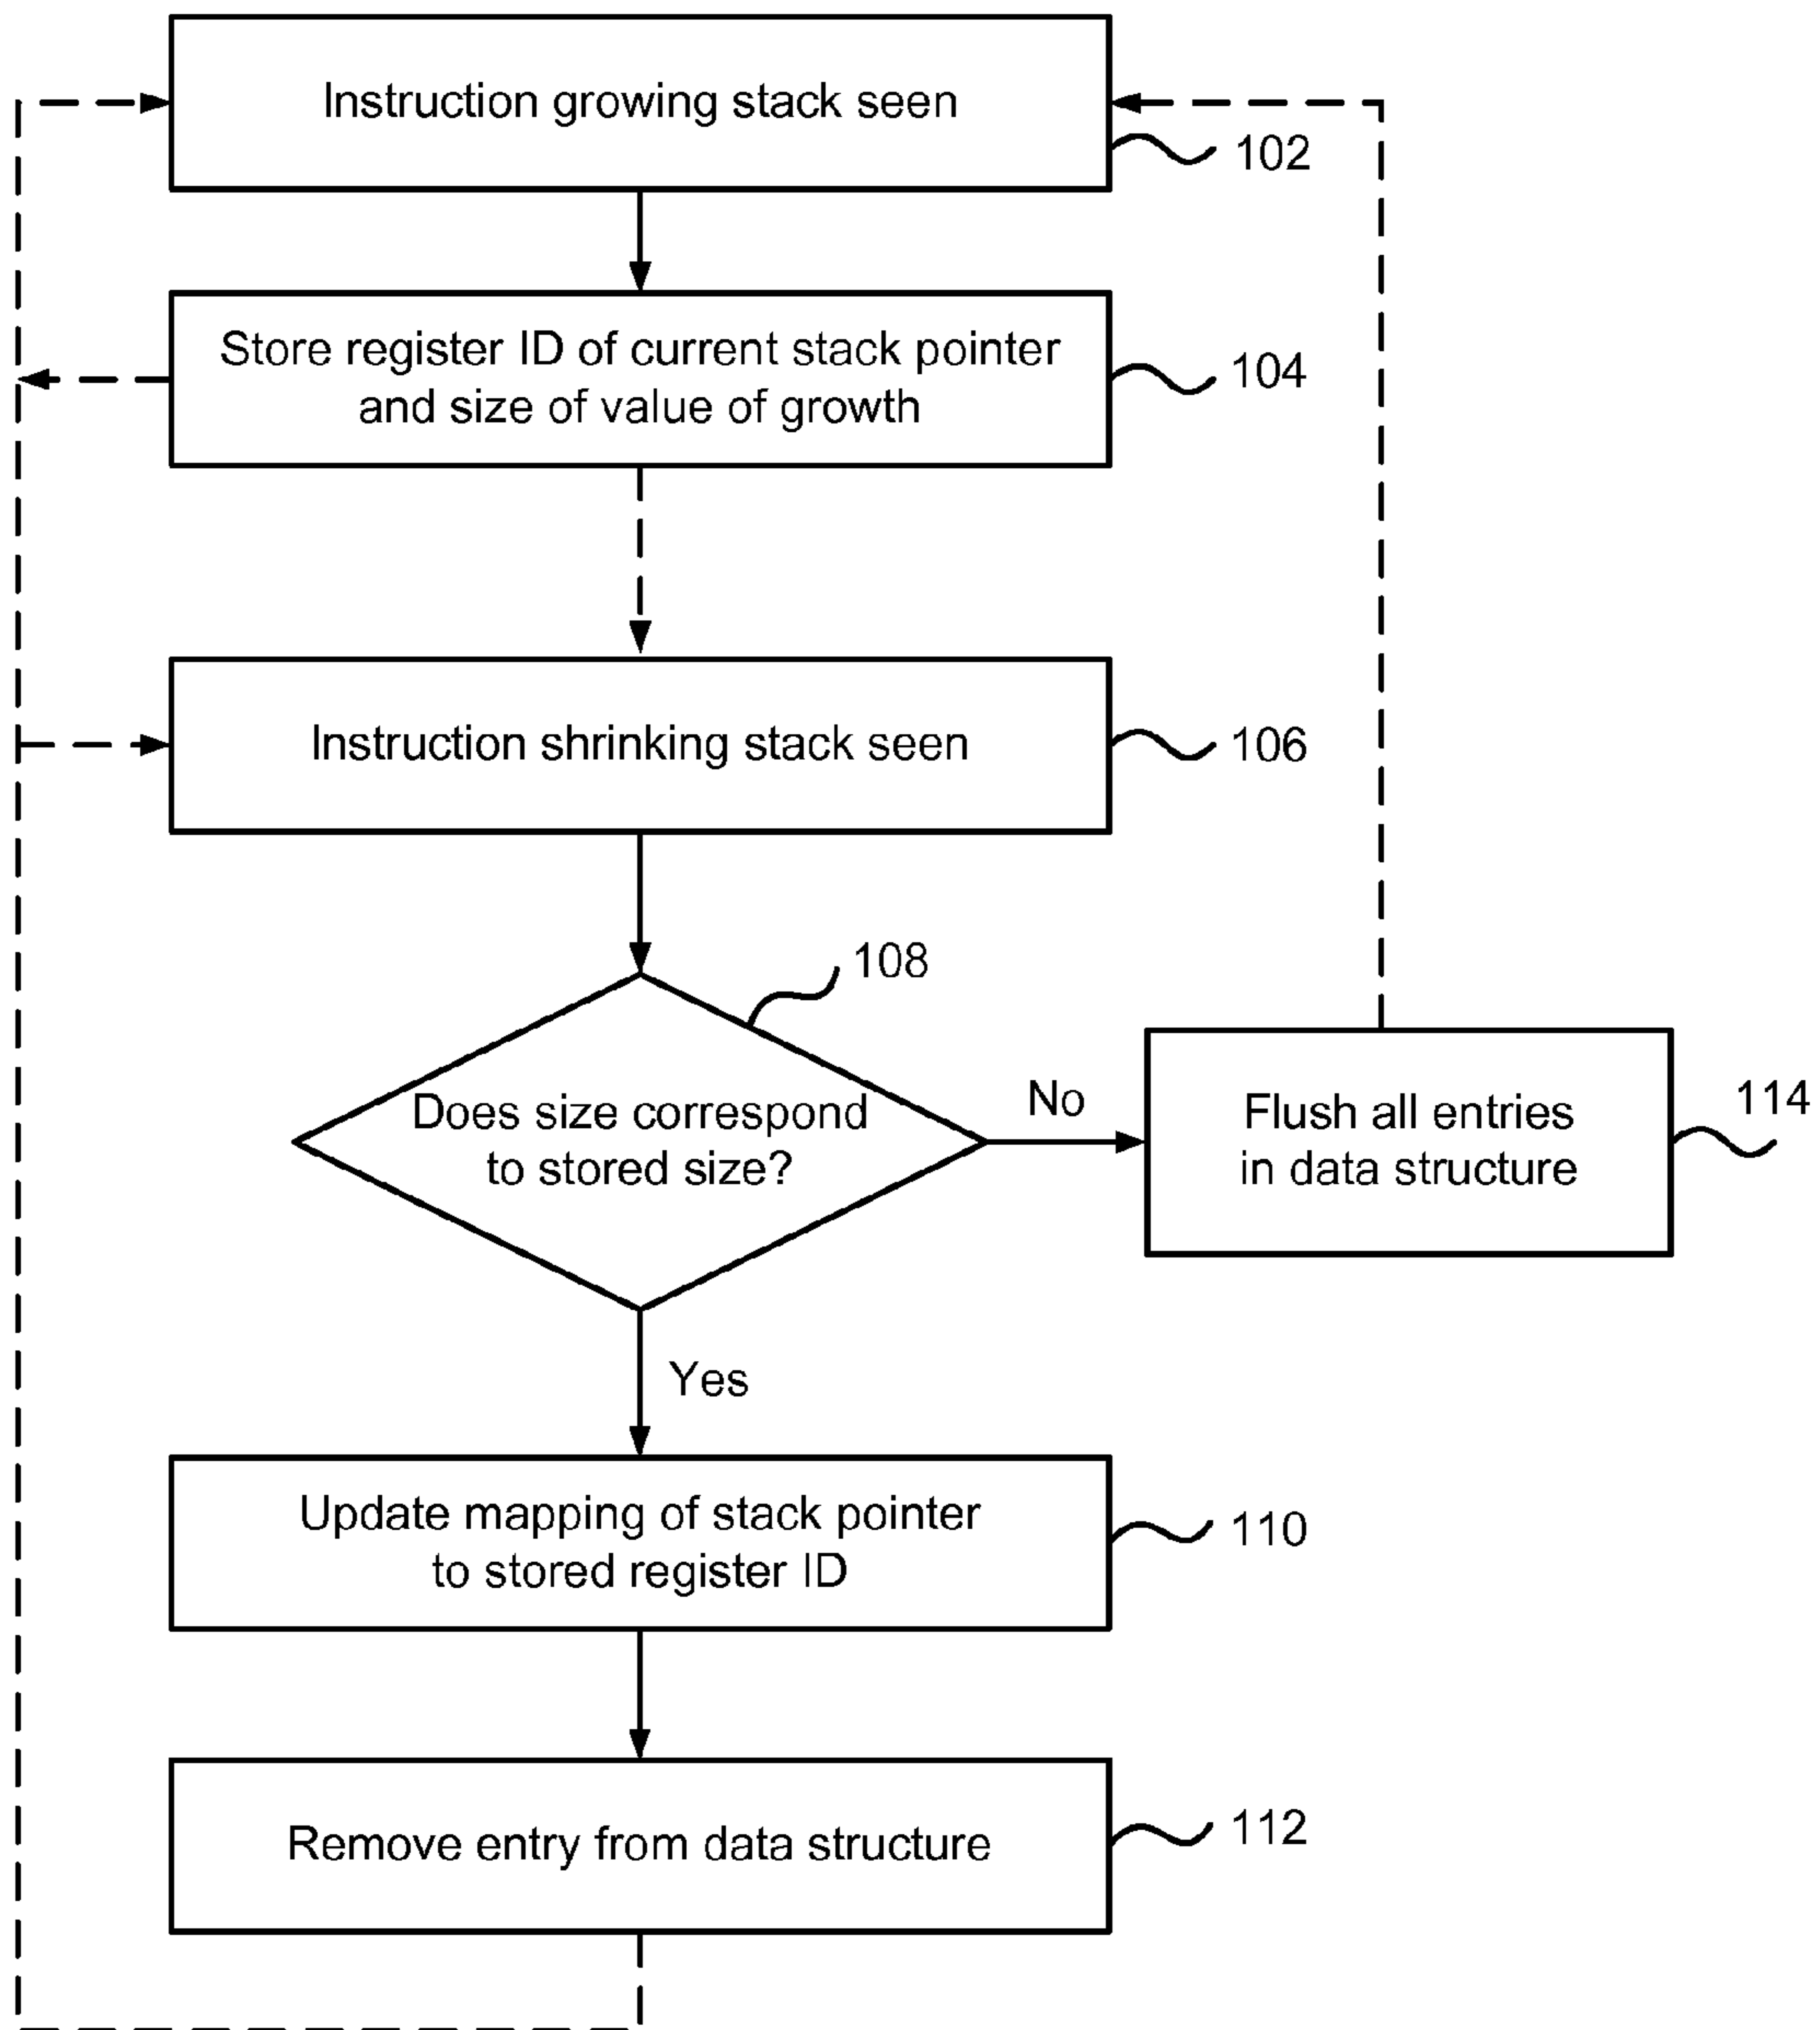 Instruction growing stack seen
102
Store register ID of current stack pointer
and size of value of growth
104
Instruction shrinking stack seen
106
108
Does size correspond
to stored size?
No
Flush all entries
in data structure
114
Yes
Update mapping of stack pointer
to stored register ID
110
Remove entry from data structure
112